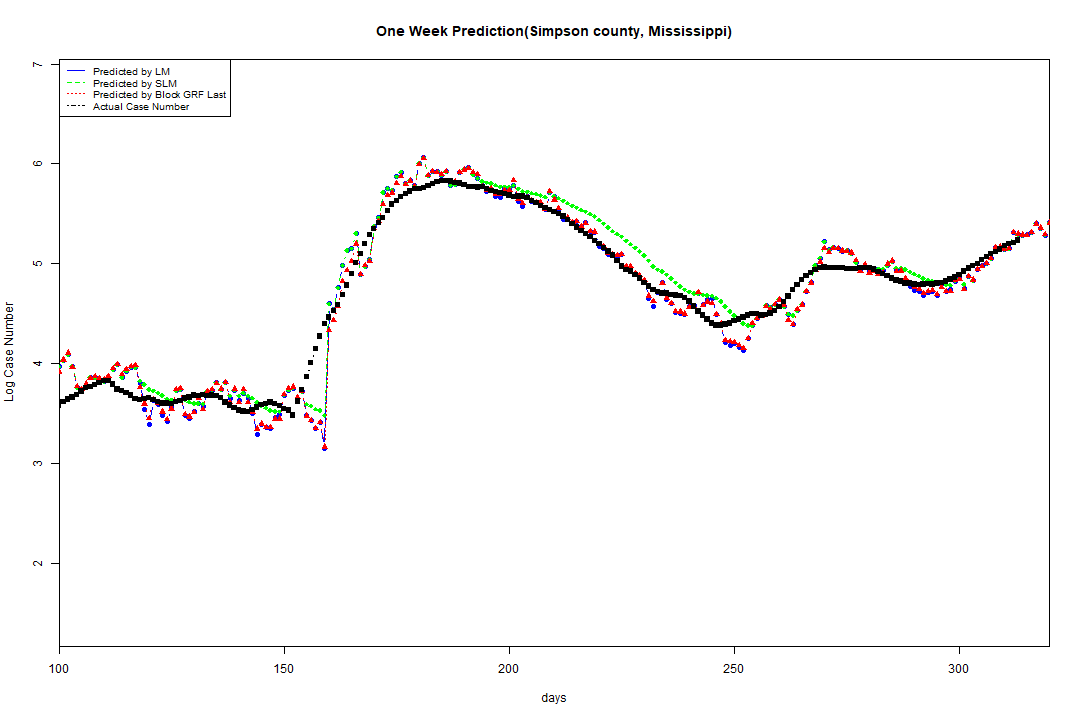 One Week Prediction(Simpson county, Mississippi)
7
Predicted by LM
Predicted by SLM
Predicted by Block GRF Last
Actual Case Number
6
5
4
3
2
Log Case Number
100 150 200 250 300
days